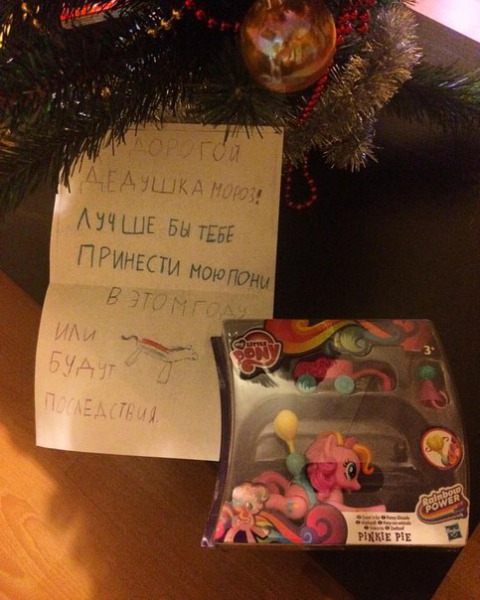 ДОРОГОЙ
ДЕДУШКА МОРОЗ!
ЛУЧШЕ БЫ ТЕБЕ
ПРИНЕСТИ МОЮ ПОНИ
В ЭТОМ ГОДУ
ИЛИ
БУДУТ
ПОСЛЕДСТВИЯ.
MY LITTLE
PONY
3+
Rainbow
POWER
PINKIE PIE
Hasbro